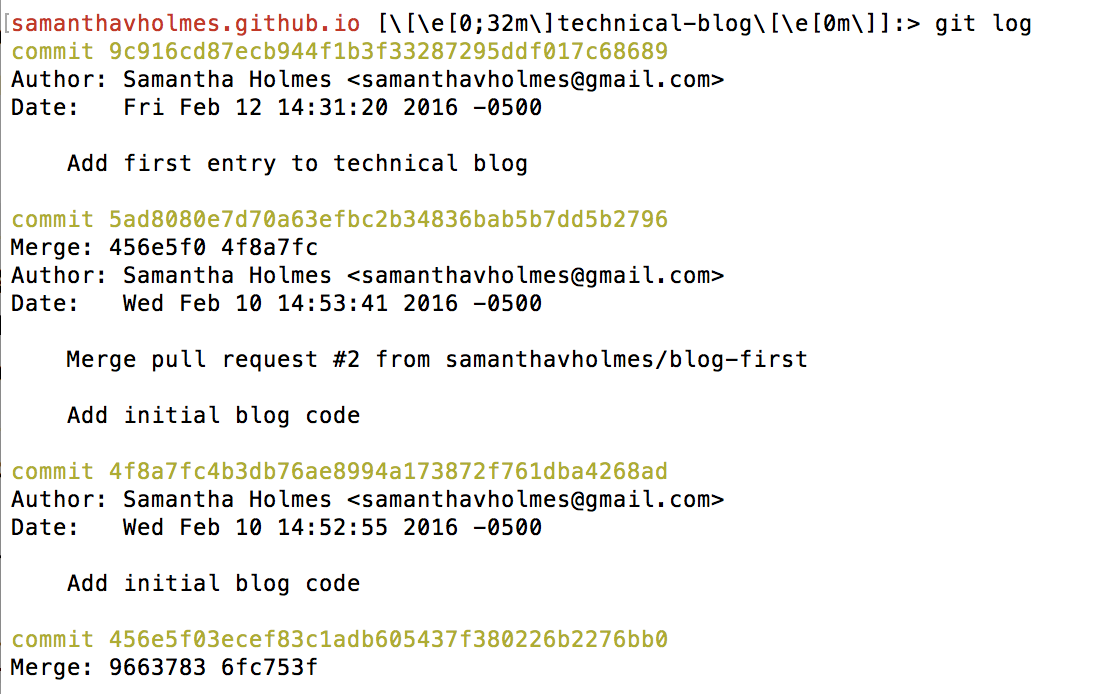 [samanthavholmes.github.io [\[\e[0;32m\]technical-blog\[\e[0m\]]:> git log
commit 9c916cd87ecb944f1b3f33287295ddf017c68689
Author: Samantha Holmes <samanthavholmes@gmail.com>
Date:   Fri Feb 12 14:31:20 2016 -0500
Add first entry to technical blog
commit 5ad8080e7d70a63efbc2b34836bab5b7dd5b2796
Merge: 456e5f0 4f8a7fc
Author: Samantha Holmes <samanthavholmes@gmail.com>
Date:   Wed Feb 10 14:53:41 2016 -0500
Merge pull request #2 from samanthavholmes/blog-first
Add initial blog code
commit 4f8a7fc4b3db76ae8994a173872f761dba4268ad
Author: Samantha Holmes <samanthavholmes@gmail.com>
Date:   Wed Feb 10 14:52:55 2016 -0500
Add initial blog code
commit 456e5f03ecef83c1adb605437f380226b2276bb0
Merge: 9663783 6fc753f